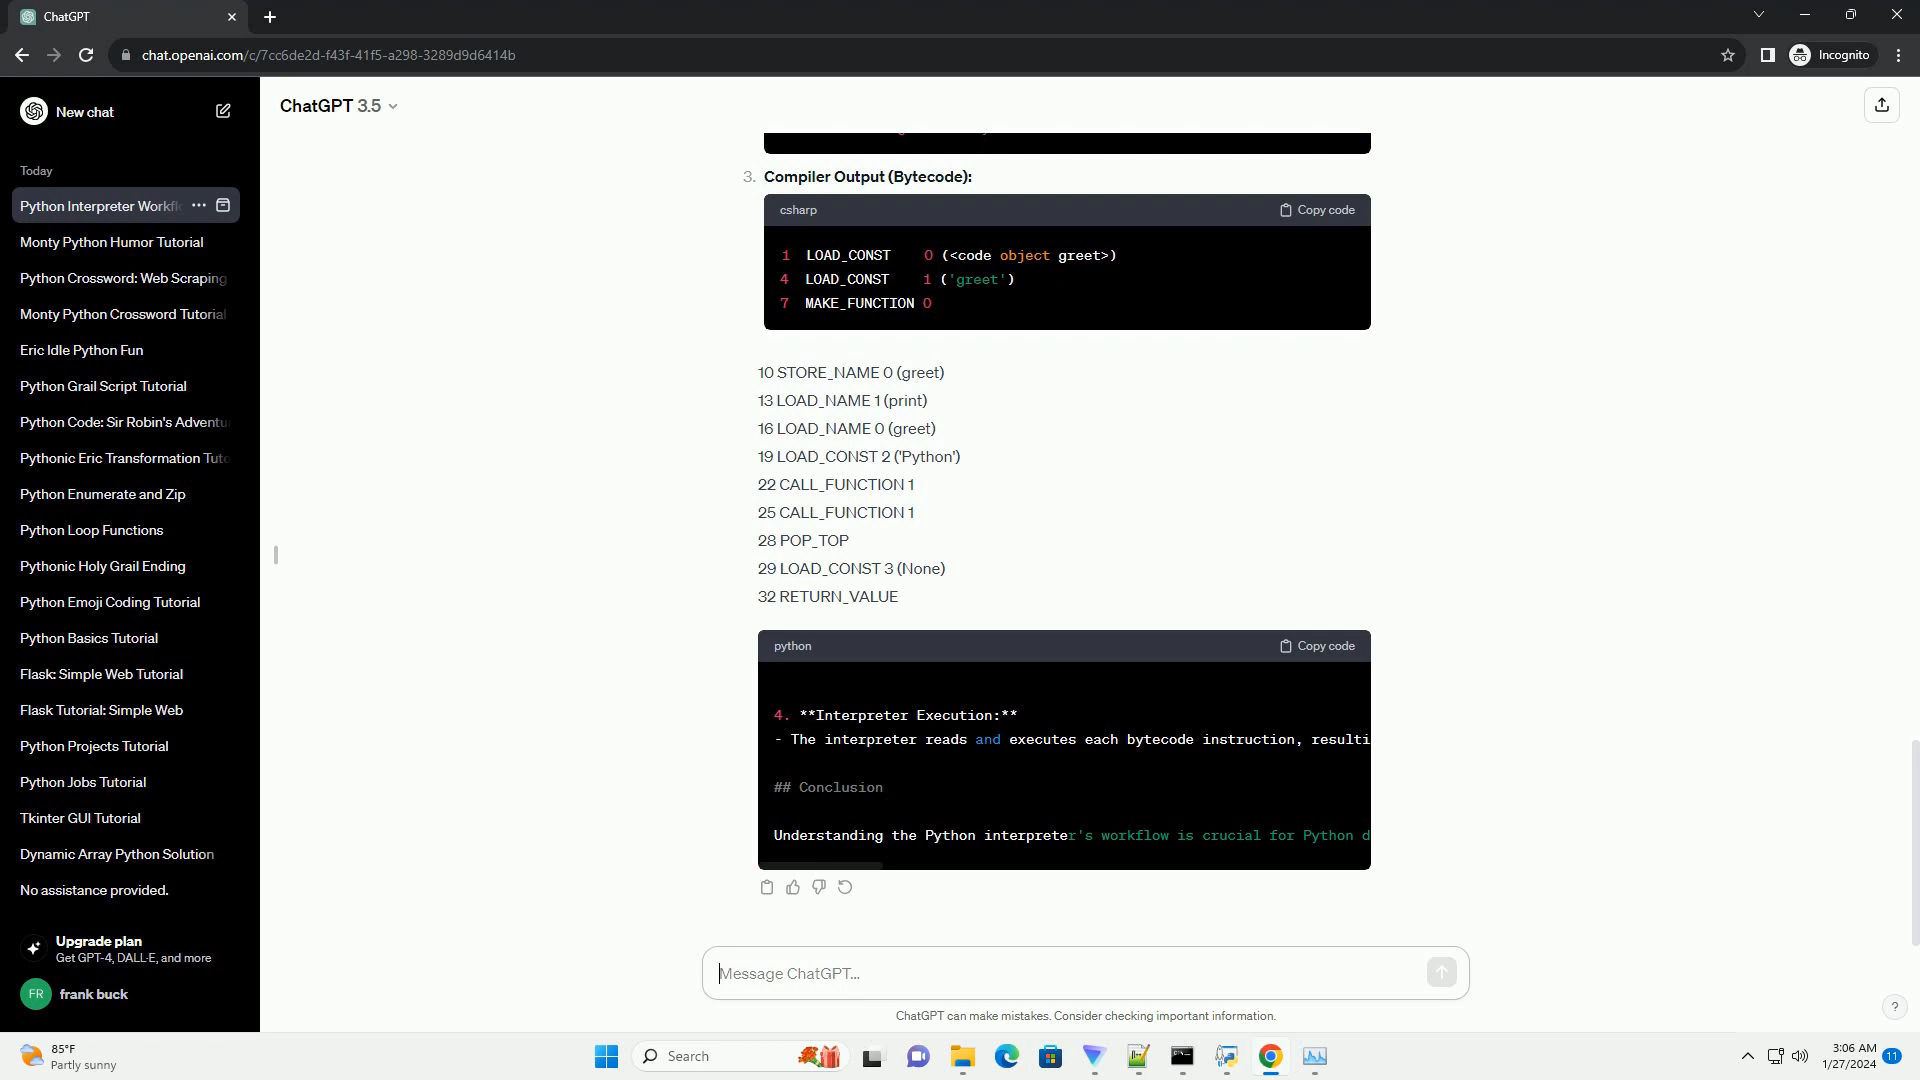 ChatGPT
chat.openai.com/c/7cc6de2d-f43f-41f5-a298-3289d9d6414b
Incognito
New chat
Today
Python Interpreter Workfl
Monty Python Humor Tutorial
Python Crossword: Web Scraping
Monty Python Crossword Tutorial
Eric Idle Python Fun
Python Grail Script Tutorial
Python Code: Sir Robin's Adventu
Pythonic Eric Transformation Tuto
Python Enumerate and Zip
Python Loop Functions
Pythonic Holy Grail Ending
Python Emoji Coding Tutorial
Python Basics Tutorial
Flask: Simple Web Tutorial
Flask Tutorial: Simple Web
Python Projects Tutorial
Python Jobs Tutorial
Tkinter GUI Tutorial
Dynamic Array Python Solution
No assistance provided.
Upgrade plan
Get GPT-4, DALL·E, and more
FR frank buck
ChatGPT 3.5
3. Compiler Output (Bytecode):
csharp Copy code
1 LOAD_CONST 0 (<code object greet>)
4 LOAD_CONST 1 ('greet')
7 MAKE_FUNCTION 0
10 STORE_NAME 0 (greet)
13 LOAD_NAME 1 (print)
16 LOAD_NAME 0 (greet)
19 LOAD_CONST 2 ('Python')
22 CALL_FUNCTION 1
25 CALL_FUNCTION 1
28 POP_TOP
29 LOAD_CONST 3 (None)
32 RETURN_VALUE
python Copy code
4. **Interpreter Execution:**
- The interpreter reads and executes each bytecode instruction, resulti
## Conclusion
Understanding the Python interpreter's workflow is crucial for Python d
Message ChatGPT...
ChatGPT can make mistakes. Consider checking important information.
?
85°F
Partly sunny
Search
3:06 AM
1/27/2024
11